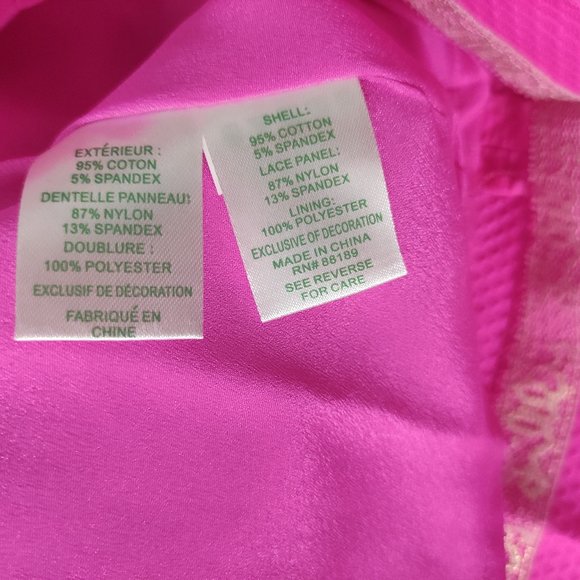 EXTÉRIEUR :
95% COTON
5% SPANDEX
DENTELLE PANNEAU:
87% NYLON
13% SPANDEX
DOUBLURE :
100% POLYESTER
EXCLUSIF DE DÉCORATION
FABRIQUÉ EN
CHINE
SHELL:
95% COTTON
5% SPANDEX
LACE PANEL:
87% NYLON
13% SPANDEX
LINING:
100% POLYESTER
EXCLUSIVE OF DECORATION
MADE IN CHINA
RN# 86189
SEE REVERSE
FOR CARE